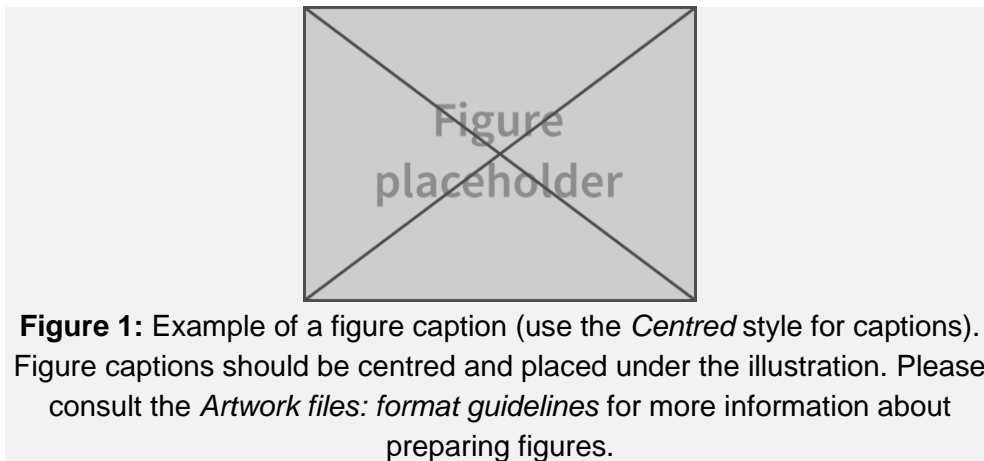 Figure
placeholder
Figure 1: Example of a figure caption (use the Centred style for captions).
Figure captions should be centred and placed under the illustration. Please
consult the Artwork files: format guidelines for more information about
preparing figures.